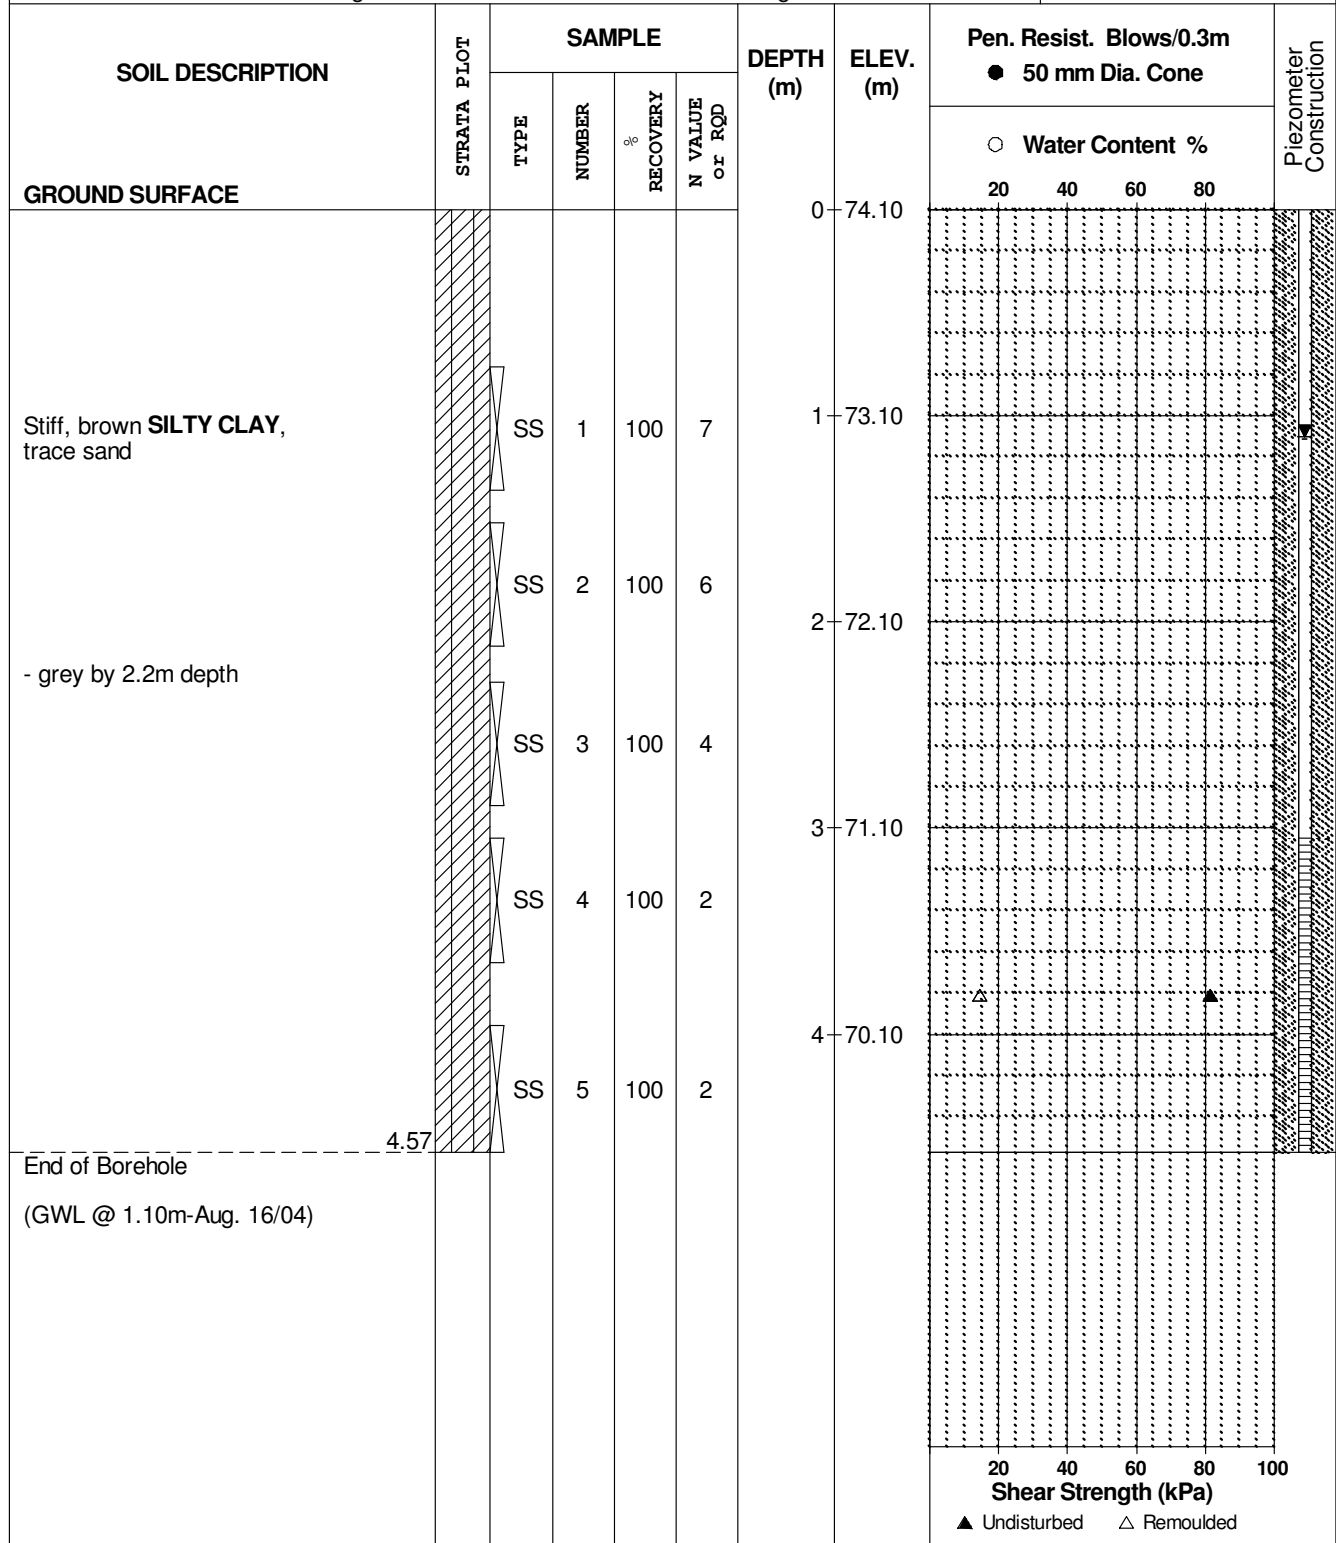 SOIL DESCRIPTION
GROUND SURFACE
STRATA PLOT
SAMPLE
TYPE
NUMBER
%
RECOVERY
N VALUE
or RQD
DEPTH
(m)
ELEV.
(m)
Pen. Resist. Blows/0.3m
● 50 mm Dia. Cone
○ Water Content %
20 40 60 80
Piezometer
Construction
0 74.10
Stiff, brown SILTY CLAY,
trace sand
SS 1 100 7
1 73.10
SS 2 100 6
2 72.10
- grey by 2.2m depth
SS 3 100 4
3 71.10
SS 4 100 2
4 70.10
SS 5 100 2
4.57
End of Borehole
(GWL @ 1.10m-Aug. 16/04)
20 40 60 80 100
Shear Strength (kPa)
▲ Undisturbed △ Remoulded